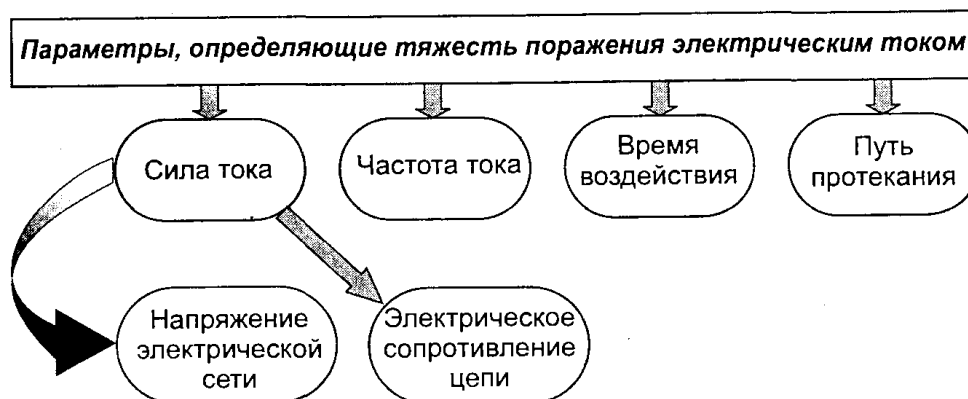 Параметры, определяющие тяжесть поражения электрическим током
Сила тока
Частота тока
Время
воздействия
Путь
протекания
Напряжение
электрической
сети
Электрическое
сопротивление
цепи